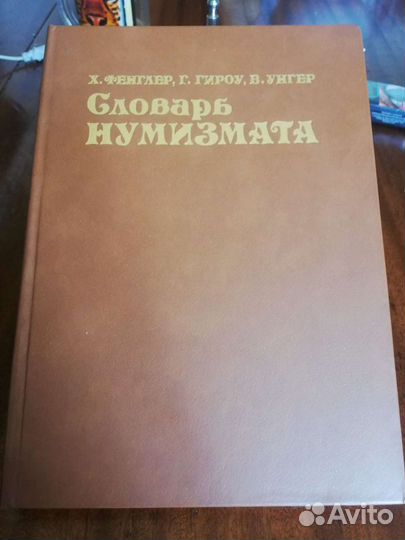 Х. ФЕНГЛЕР, Г. ГИРОУ, В. УНГЕР
Словарь
НУМИЗМАТА
Avito